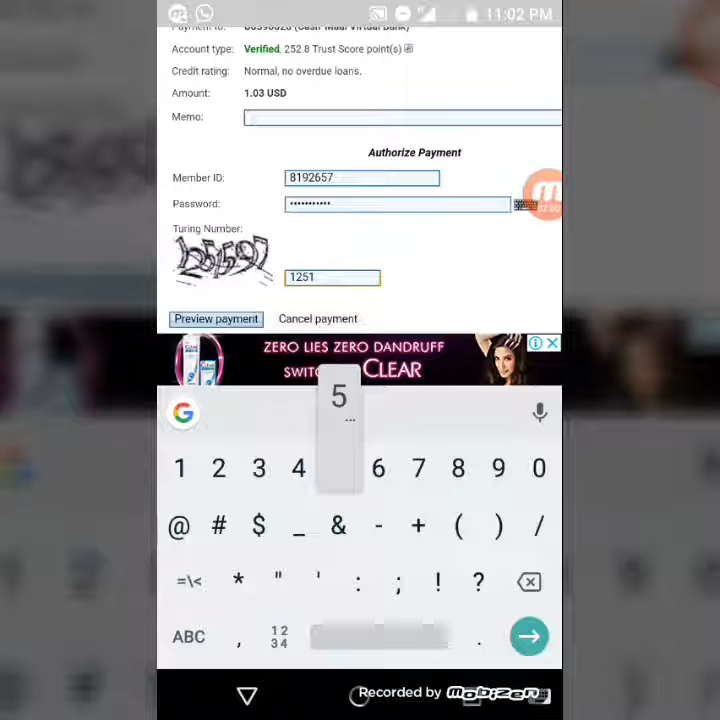 11:02 PM
Account type: Verified, 252.8 Trust Score point(s)
Credit rating: Normal, no overdue loans.
Amount: 1.03 USD
Memo:
Authorize Payment
Member ID: 8192657
Password: •••••••••••
Turing Number:
1251
Preview payment Cancel payment
ZERO LIES ZERO DANDRUFF
CLEAR
5
...
1 2 3 4 6 7 8 9 0
@ # $ _ & - + ( ) /
=\< * " ' : ; ! ?
ABC , 12 34 .
Recorded by mobizen